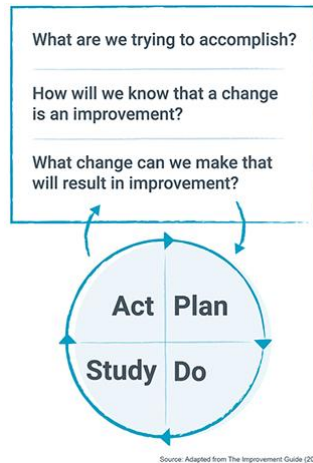 What are we trying to accomplish?
How will we know that a change
is an improvement?
What change can we make that
will result in improvement?
Act Plan
Study Do
Source: Adapted from The Improvement Guide